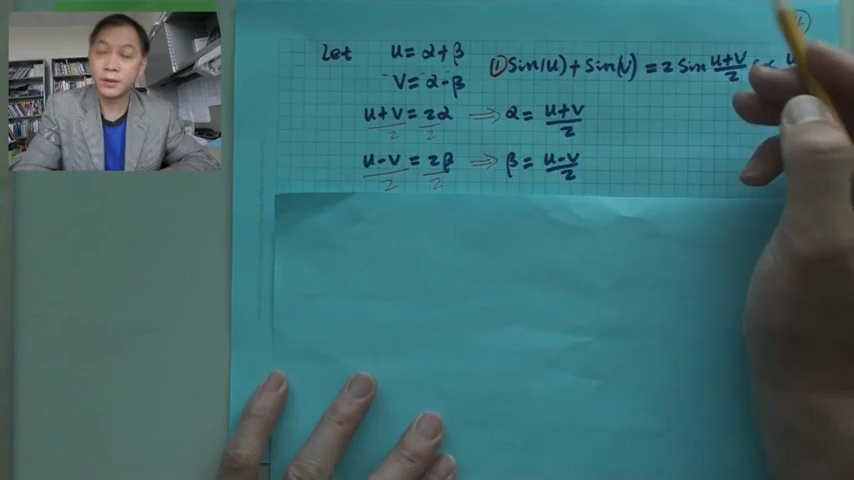 Let u = α + β
v = α - β
① Sin(u) + Sin(v) = 2 Sin u+v/2
u+v/2 = 2α/2 ⇒ α = u+v/2
u-v/2 = 2β/2 ⇒ β = u-v/2